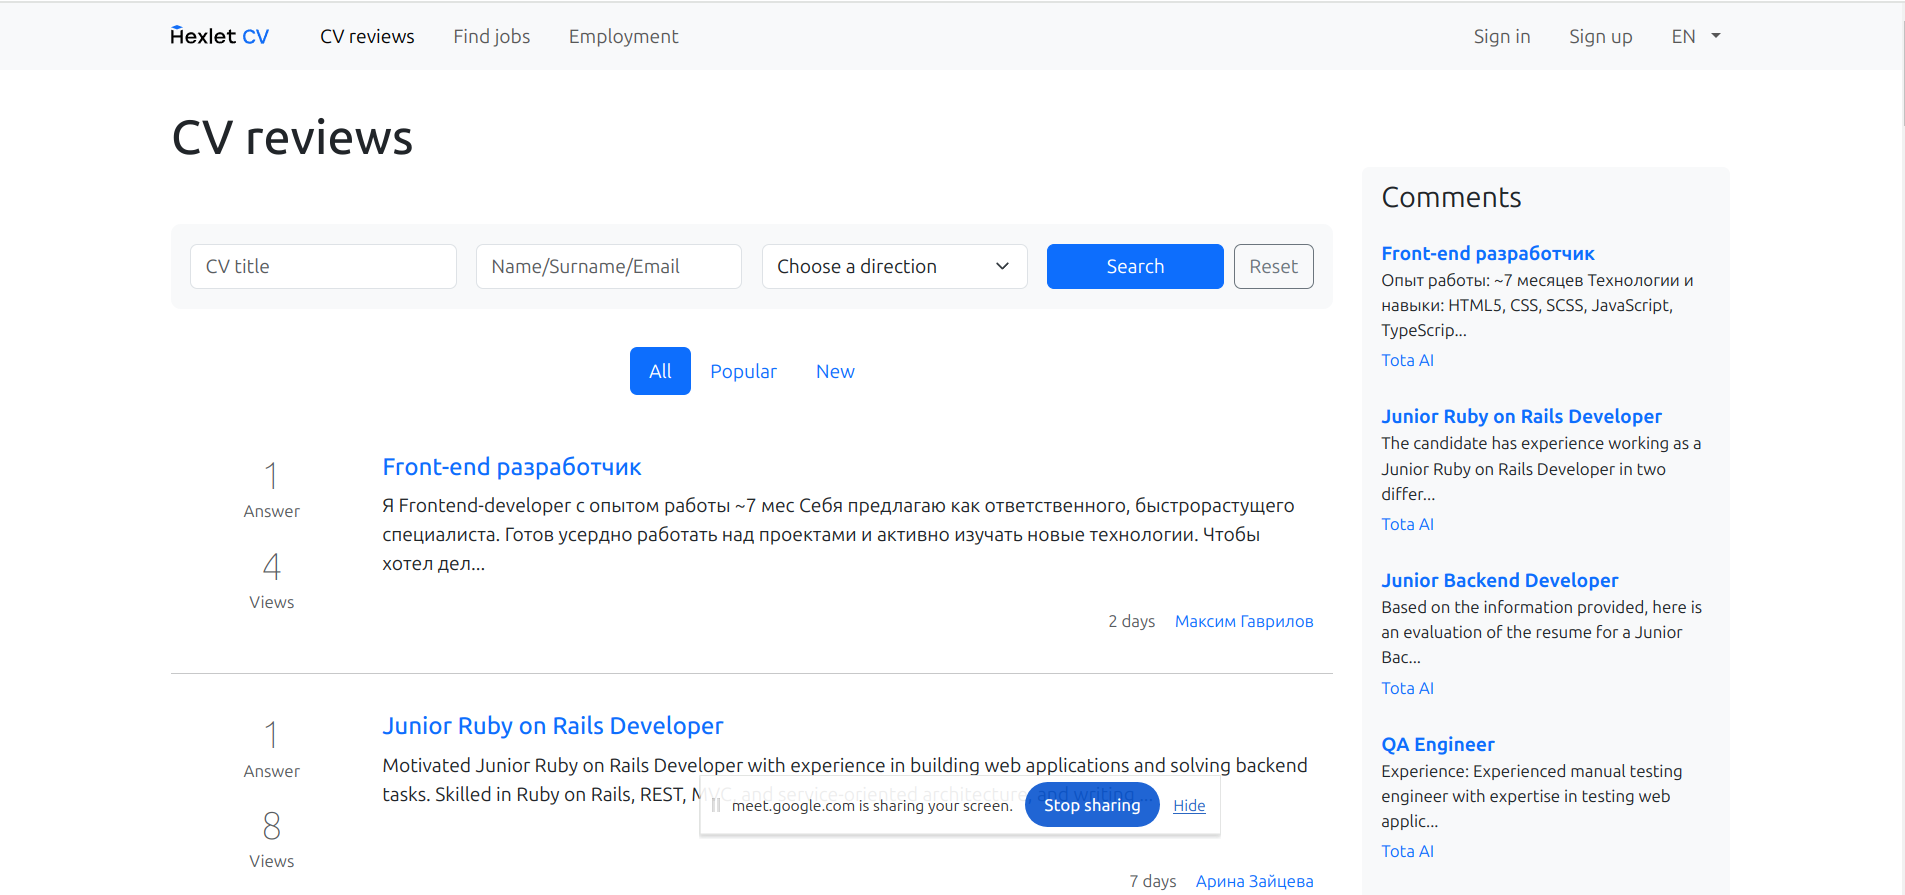 Hexlet CV
CV reviews
Find jobs
Employment
Sign in
Sign up
EN
CV reviews
CV title
Name/Surname/Email
Choose a direction
Search
Reset
All
Popular
New
1
Answer
4
Views
Front-end разработчик
Я Frontend-developer с опытом работы ~7 мес Себя предлагаю как ответственного, быстрорастущего
специалиста. Готов усердно работать над проектами и активно изучать новые технологии. Чтобы
хотел дел...
2 days
Максим Гаврилов
1
Answer
8
Views
Junior Ruby on Rails Developer
Motivated Junior Ruby on Rails Developer with experience in building web applications and solving backend
tasks. Skilled in Ruby on Rails, REST, MVC, and service-oriented architecture, and writing ...
meet.google.com is sharing your screen.
Stop sharing
Hide
7 days
Арина Зайцева
Comments
Front-end разработчик
Опыт работы: ~7 месяцев Технологии и
навыки: HTML5, CSS, SCSS, JavaScript,
TypeScrip...
Tota AI
Junior Ruby on Rails Developer
The candidate has experience working as a
Junior Ruby on Rails Developer in two
differ...
Tota AI
Junior Backend Developer
Based on the information provided, here is
an evaluation of the resume for a Junior
Bac...
Tota AI
QA Engineer
Experience: Experienced manual testing
engineer with expertise in testing web
applic...
Tota AI